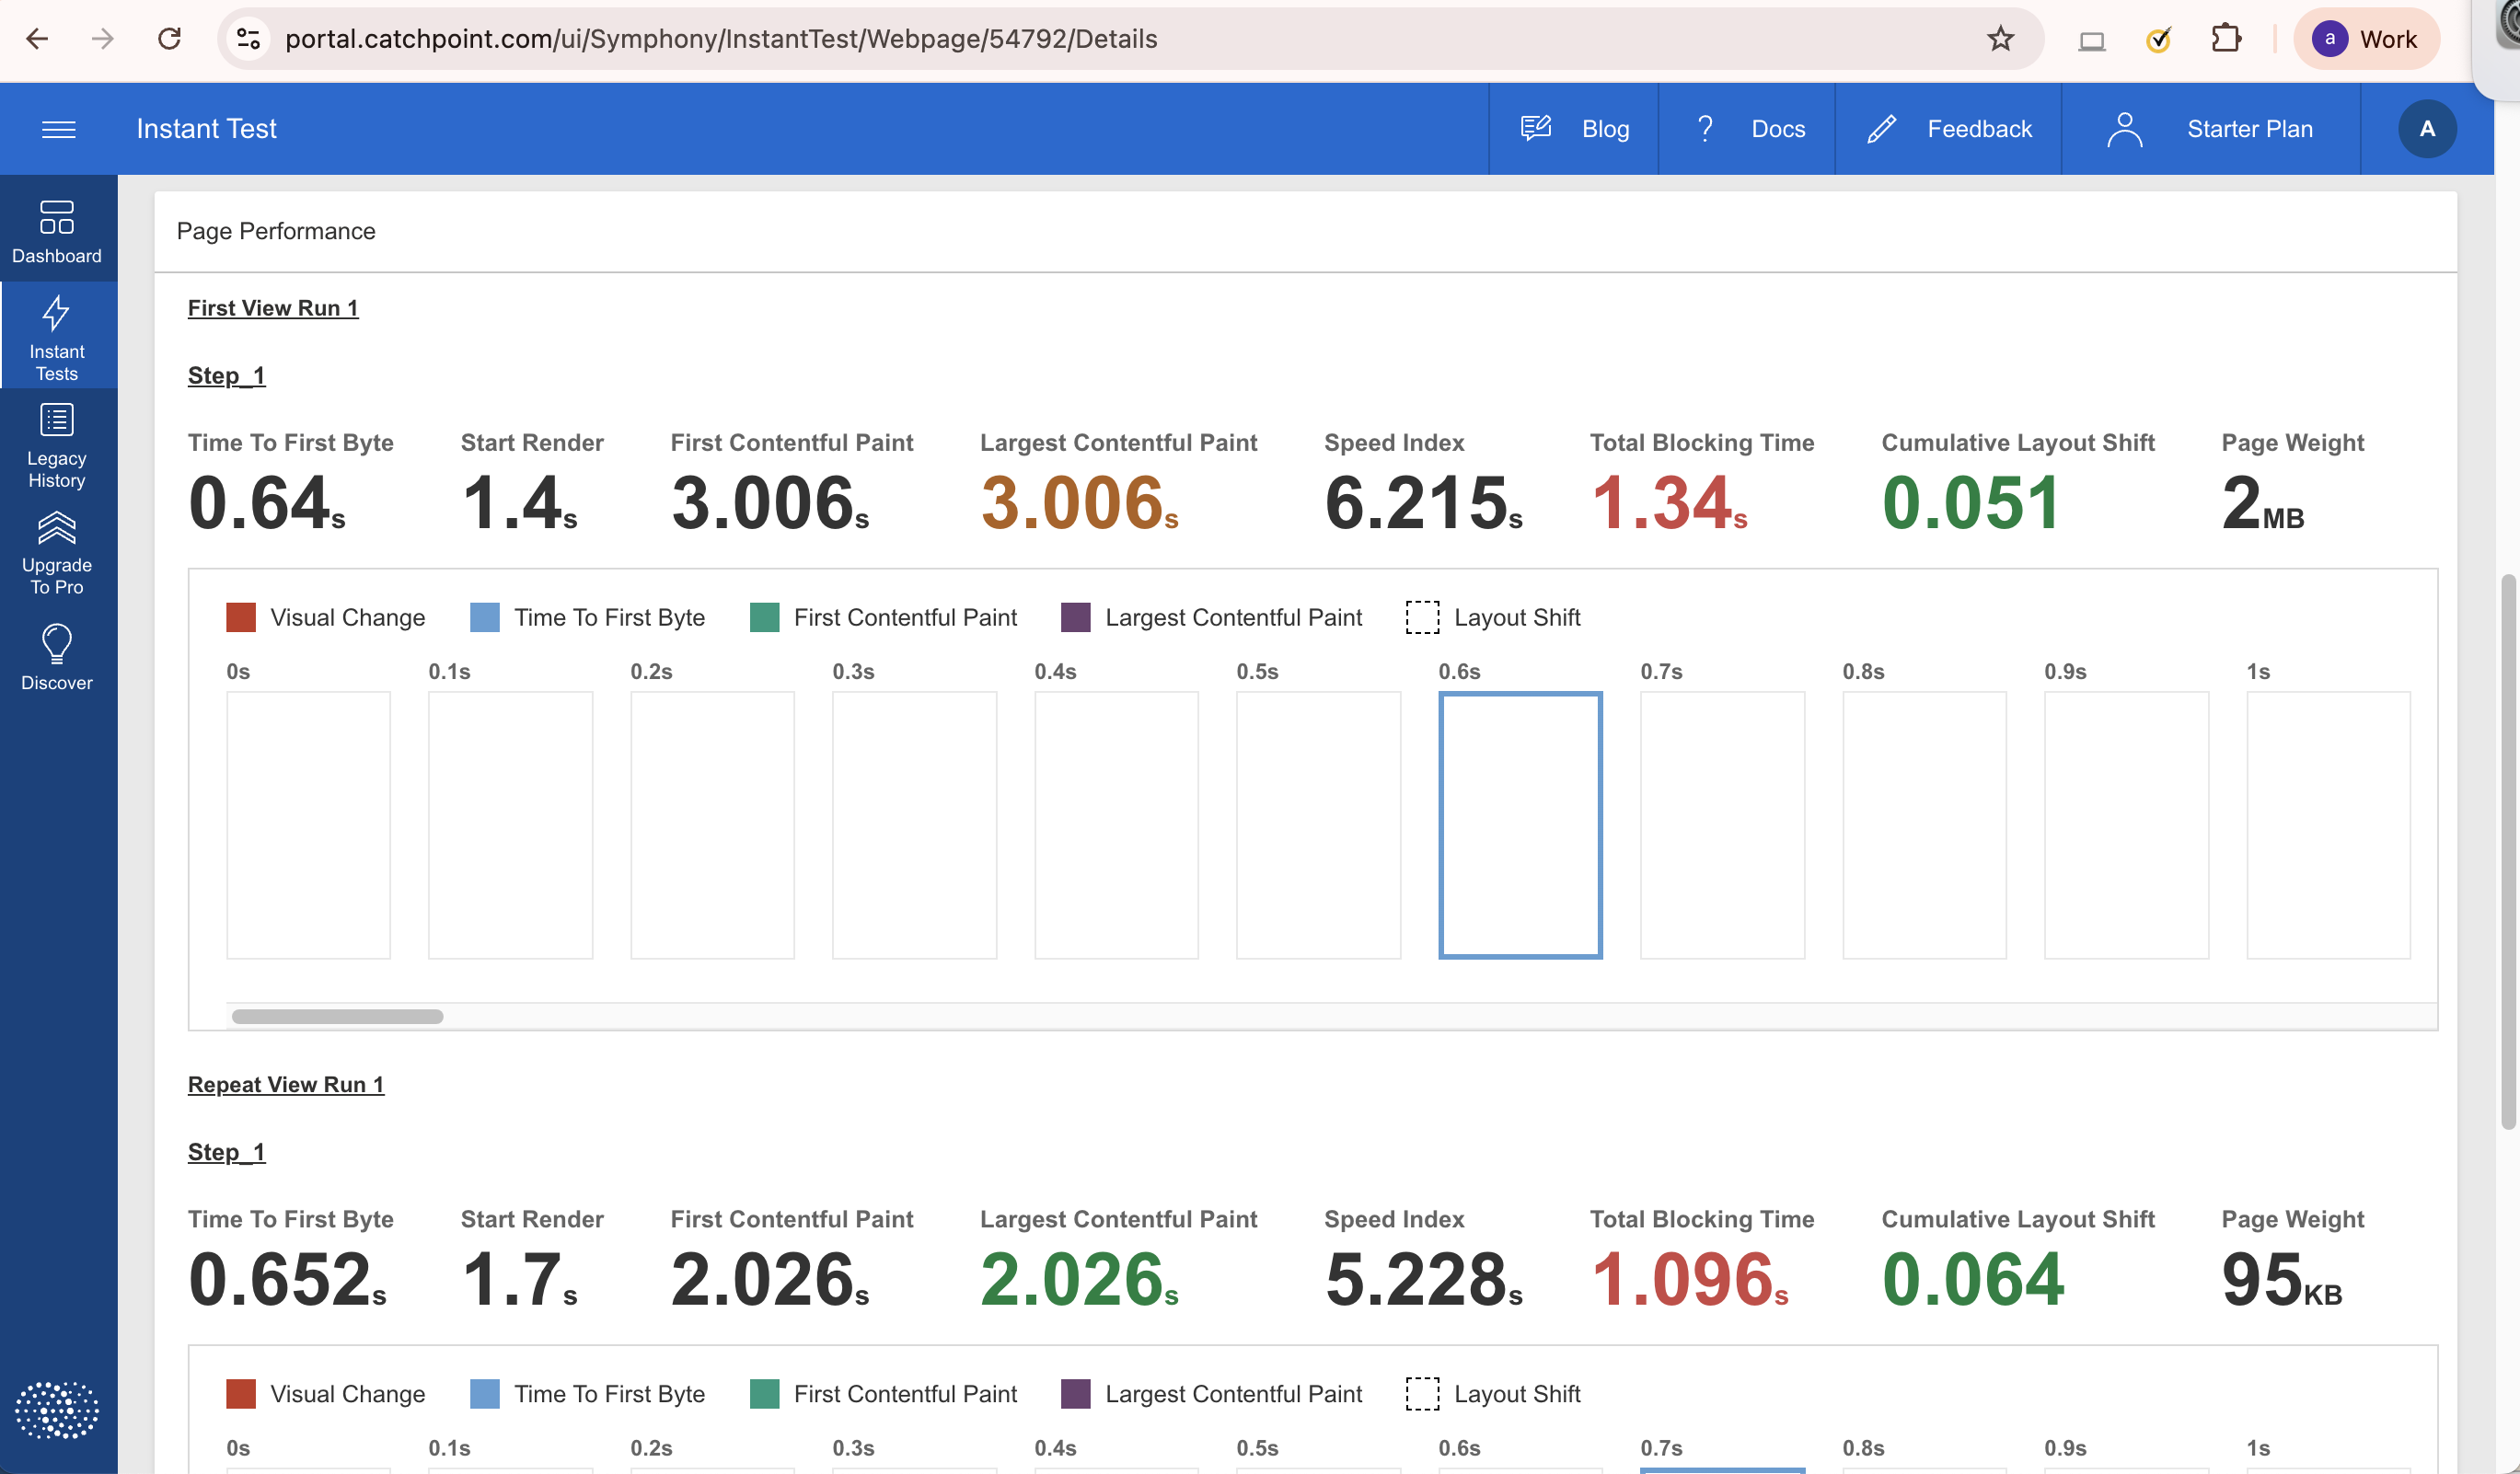 portal.catchpoint.com/ui/Symphony/InstantTest/Webpage/54792/Details
a Work
Instant Test
Blog
? Docs
Feedback
Starter Plan
A
Dashboard
Instant
Tests
Legacy
History
Upgrade
To Pro
Discover
Page Performance
First View Run 1
Step_1
Time To First Byte Start Render First Contentful Paint Largest Contentful Paint Speed Index Total Blocking Time Cumulative Layout Shift Page Weight
0.64s 1.4s 3.006s 3.006s 6.215s 1.34s 0.051 2MB
Visual Change Time To First Byte First Contentful Paint Largest Contentful Paint Layout Shift
0s 0.1s 0.2s 0.3s 0.4s 0.5s 0.6s 0.7s 0.8s 0.9s 1s
Repeat View Run 1
Step_1
Time To First Byte Start Render First Contentful Paint Largest Contentful Paint Speed Index Total Blocking Time Cumulative Layout Shift Page Weight
0.652s 1.7s 2.026s 2.026s 5.228s 1.096s 0.064 95KB
Visual Change Time To First Byte First Contentful Paint Largest Contentful Paint Layout Shift
0s 0.1s 0.2s 0.3s 0.4s 0.5s 0.6s 0.7s 0.8s 0.9s 1s